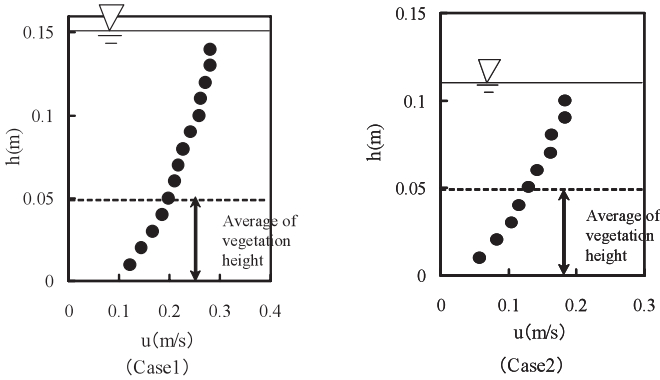 0.15
0.1
0.05
0
h(m)
Average of
vegetation
height
0 0.1 0.2 0.3 0.4
u(m/s)
(Case1)
0.15
0.1
0.05
0
h(m)
Average of
vegetation
height
0 0.1 0.2 0.3
u(m/s)
(Case2)